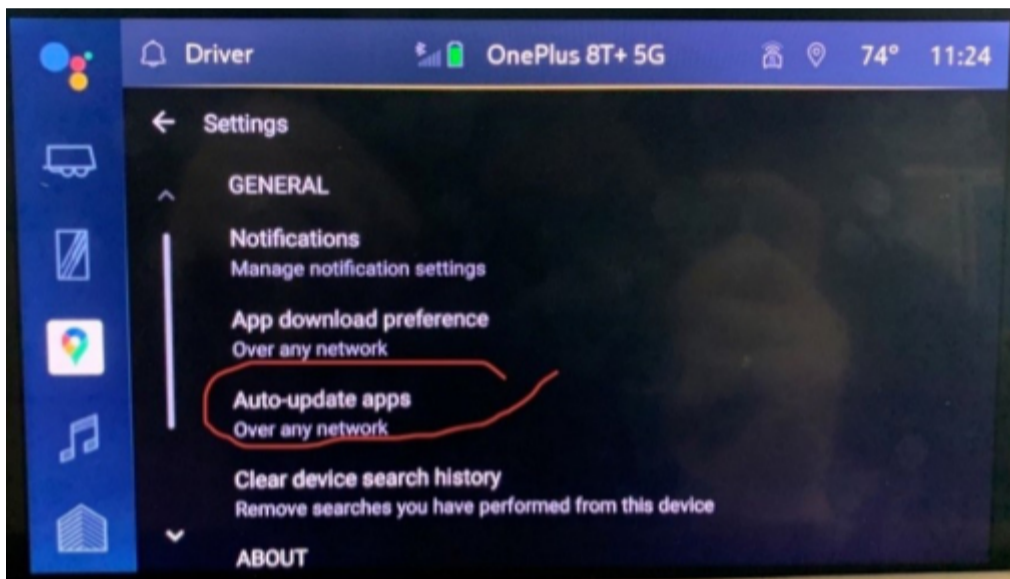 Driver OnePlus 8T+ 5G 74° 11:24
Settings
GENERAL
Notifications
Manage notification settings
App download preference
Over any network
Auto-update apps
Over any network
Clear device search history
Remove searches you have performed from this device
ABOUT